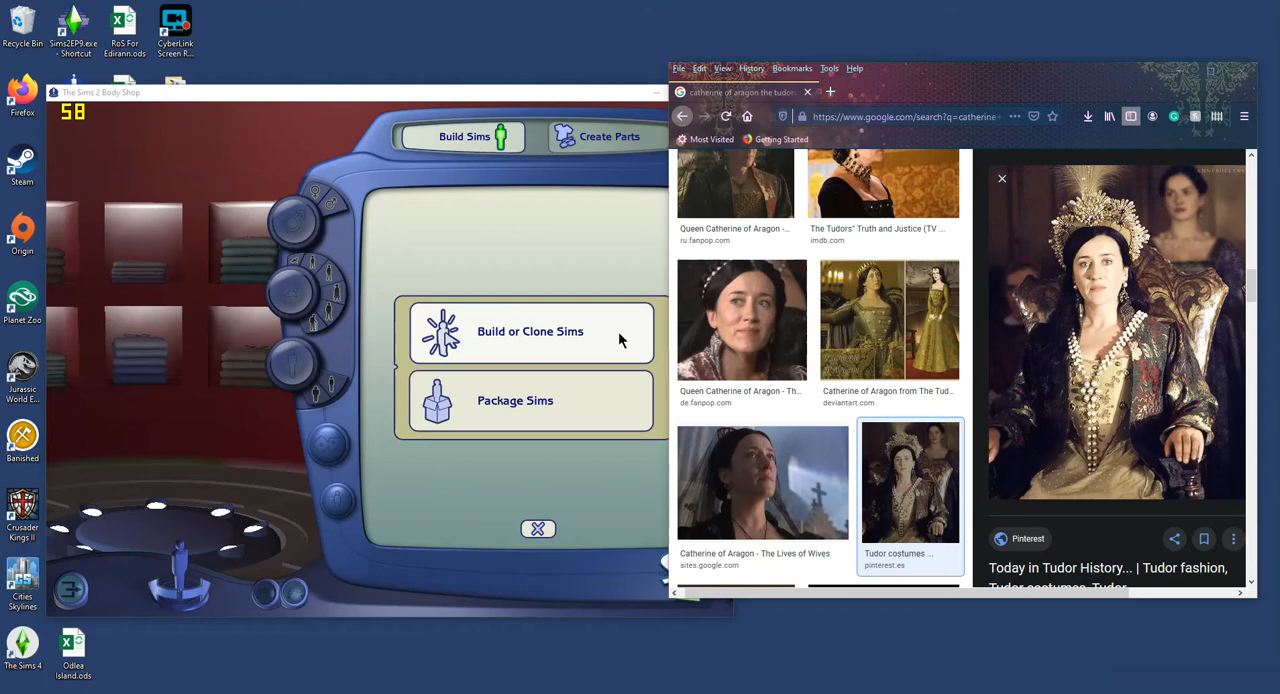 Recycle Bin
Sims2EP9.exe
- Shortcut
RoS For
Edirann.ods
CyberLink
Screen R...
Firefox
Steam
Origin
Planet Zoo
Jurassic
World E...
Banished
Crusader
Kings II
Cities
Skylines
The Sims 4
Odlea
Island.ods
The Sims 2 Body Shop
58
Build Sims
Create Parts
Build or Clone Sims
Package Sims
File Edit View History Bookmarks Tools Help
catherine of aragon the tudor
https://www.google.com/search?q=catherine+
Most Visited Getting Started
Queen Catherine of Aragon -...
ru.fanpop.com
The Tudors" Truth and Justice (TV ...
imdb.com
Queen Catherine of Aragon - Th...
de.fanpop.com
Catherine of Aragon from The Tud...
deviantart.com
Catherine of Aragon - The Lives of Wives
sites.google.com
Tudor costumes ...
pinterest.es
Pinterest
Today in Tudor History... | Tudor fashion,
Tudor costumes, Tudor